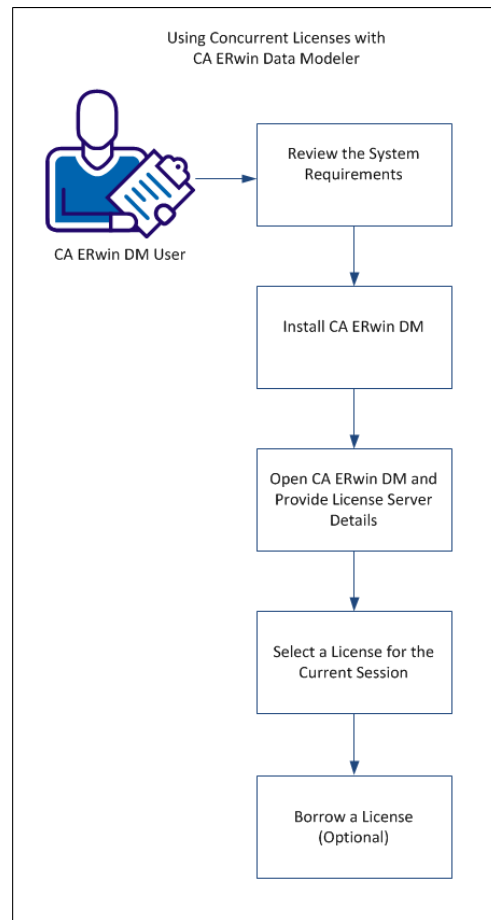 Using Concurrent Licenses with
CA ERwin Data Modeler
CA ERwin DM User
Review the System
Requirements
Install CA ERwin DM
Open CA ERwin DM and
Provide License Server
Details
Select a License for the
Current Session
Borrow a License
(Optional)